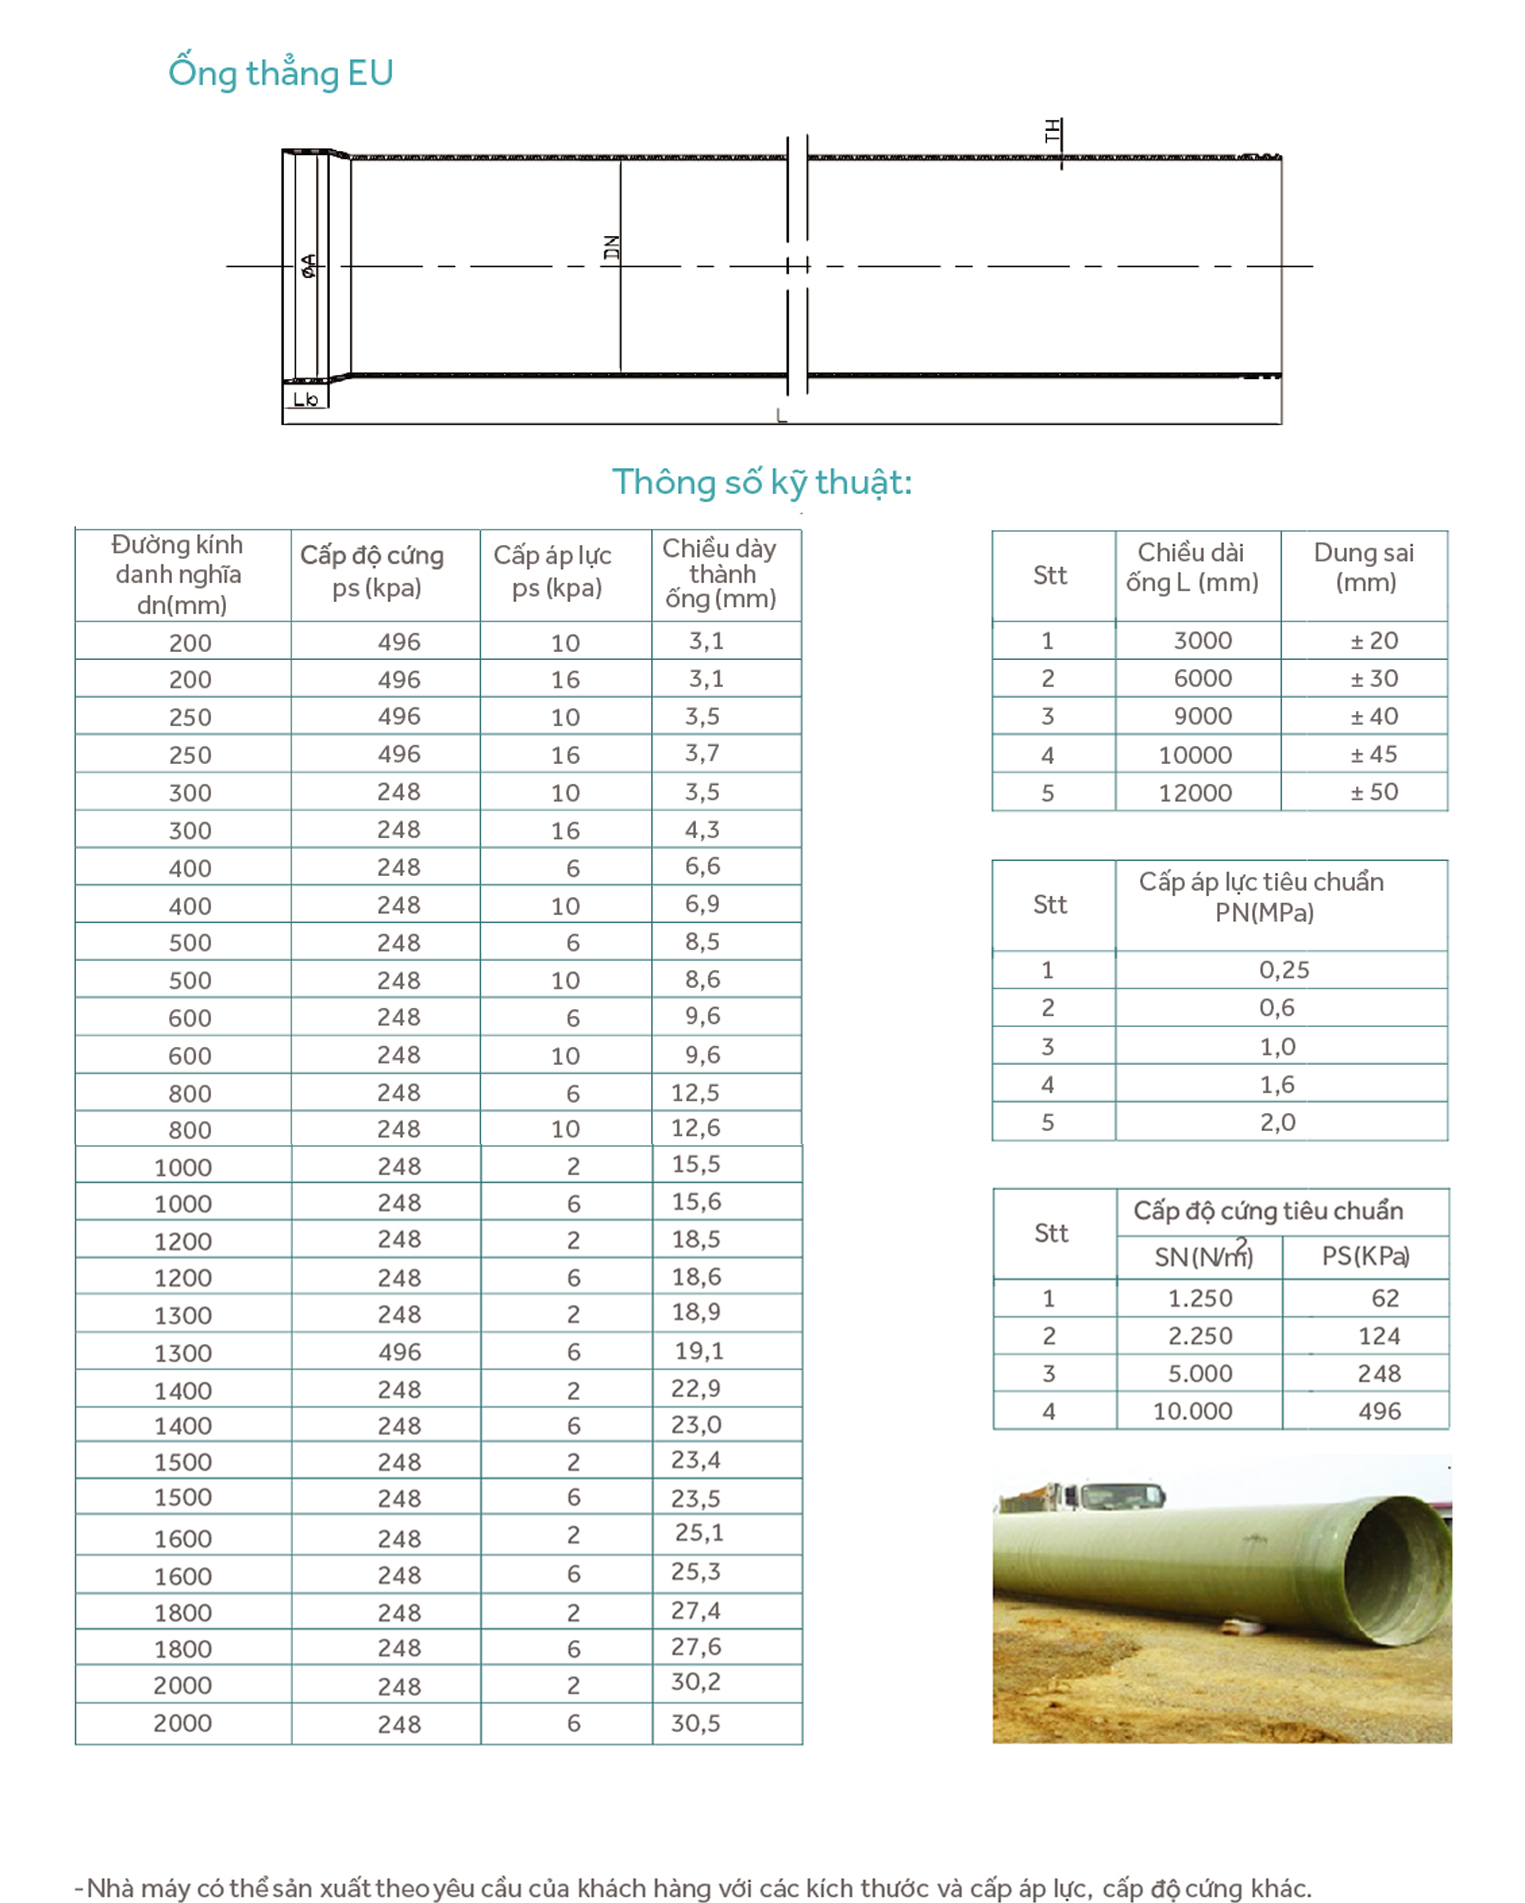 Ống thẳng EU
TH
DN
ØA
Lb
L
Thông số kỹ thuật:
Đường kính danh nghĩa dn(mm) Cấp độ cứng ps (kpa) Cấp áp lực ps (kpa) Chiều dày thành ống (mm)
200 496 10 3,1
200 496 16 3,1
250 496 10 3,5
250 496 16 3,7
300 248 10 3,5
300 248 16 4,3
400 248 6 6,6
400 248 10 6,9
500 248 6 8,5
500 248 10 8,6
600 248 6 9,6
600 248 10 9,6
800 248 6 12,5
800 248 10 12,6
1000 248 2 15,5
1000 248 6 15,6
1200 248 2 18,5
1200 248 6 18,6
1300 248 2 18,9
1300 496 6 19,1
1400 248 2 22,9
1400 248 6 23,0
1500 248 2 23,4
1500 248 6 23,5
1600 248 2 25,1
1600 248 6 25,3
1800 248 2 27,4
1800 248 6 27,6
2000 248 2 30,2
2000 248 6 30,5
Stt Chiều dài ống L (mm) Dung sai (mm)
1 3000 ± 20
2 6000 ± 30
3 9000 ± 40
4 10000 ± 45
5 12000 ± 50
Stt Cấp áp lực tiêu chuẩn PN(MPa)
1 0,25
2 0,6
3 1,0
4 1,6
5 2,0
Stt Cấp độ cứng tiêu chuẩn
SN(N/m²) PS(KPa)
1 1.250 62
2 2.250 124
3 5.000 248
4 10.000 496
-Nhà máy có thể sản xuất theo yêu cầu của khách hàng với các kích thước và cấp áp lực, cấp độ cứng khác.